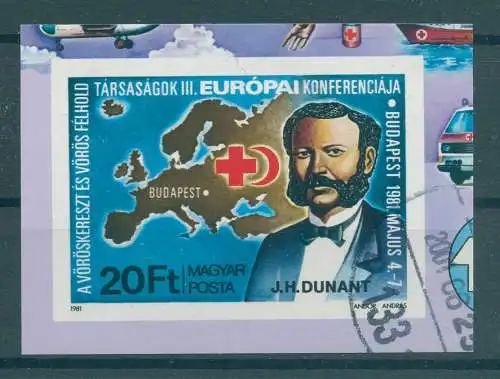 A VÖRÖSKERESZT ÉS VÖRÖS FÉLHOLD
TÁRSASÁGOK III. EURÓPAI KONFERENCIÁJA
BUDAPEST 1981. MÁJUS 4.-7.
BUDAPEST
20Ft
MAGYAR
POSTA
J.H. DUNANT
1981
ANDOR ANDRÁS
33